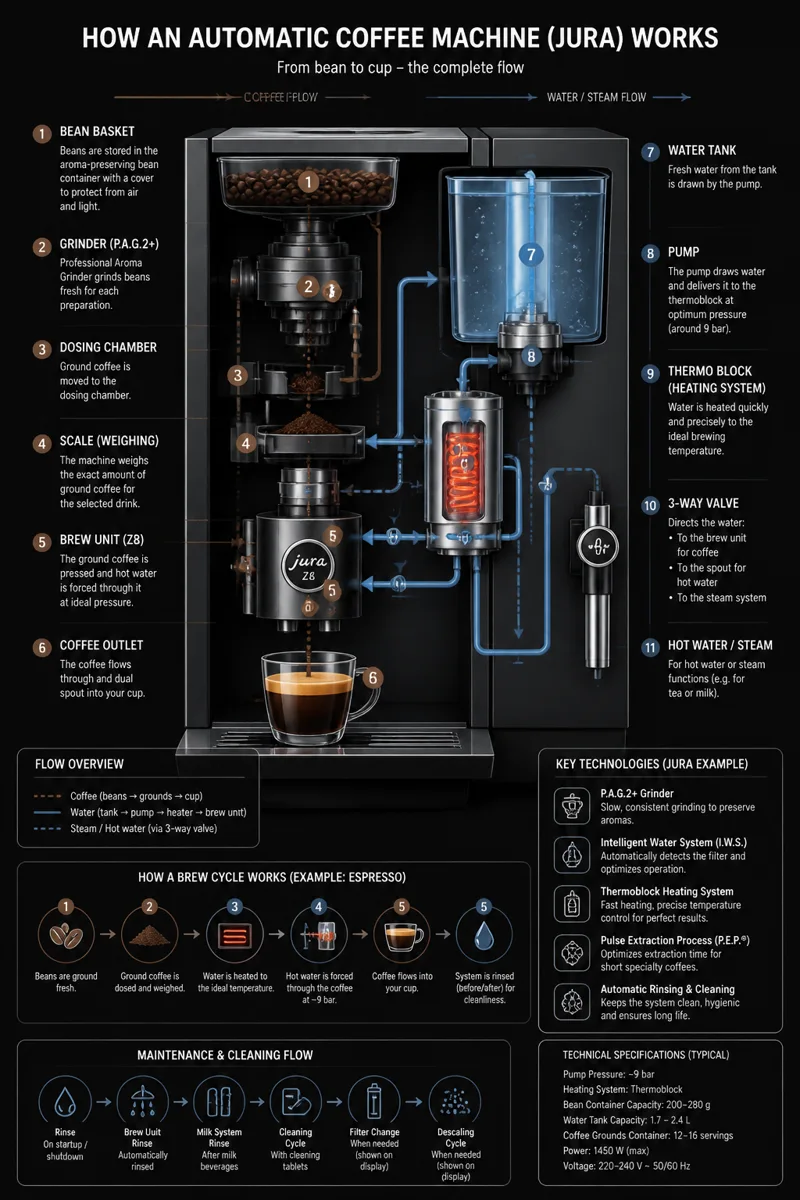 HOW AN AUTOMATIC COFFEE MACHINE (JURA) WORKS
From bean to cup – the complete flow
WATER / STEAM FLOW
1
BEAN BASKET
Beans are stored in the
aroma-preserving bean
container with a cover
to protect from air
and light.
2
GRINDER (P.A.G.2+)
Professional Aroma
Grinder grinds beans
fresh for each
preparation.
3
DOSING CHAMBER
Ground coffee is
moved to the
dosing chamber.
4
SCALE (WEIGHING)
The machine weighs
the exact amount of
ground coffee for
the selected drink.
5
BREW UNIT (Z8)
The ground coffee is
pressed and hot water
is forced through it
at ideal pressure.
6
COFFEE OUTLET
The coffee flows
through and dual
spout into your cup.
1
2
3
4
5
jura
Z8
5
6
6
7
8
7
WATER TANK
Fresh water from the tank
is drawn by the pump.
8
PUMP
The pump draws water
and delivers it to the
thermoblock at
optimum pressure
(around 9 bar).
9
THERMO BLOCK
(HEATING SYSTEM)
Water is heated quickly
and precisely to the
ideal brewing
temperature.
10
3-WAY VALVE
Directs the water:
• To the brew unit
for coffee
• To the spout for
hot water
• To the steam system
11
HOT WATER / STEAM
For hot water or steam
functions (e.g. for
tea or milk).
FLOW OVERVIEW
Coffee (beans → grounds → cup)
Water (tank → pump → heater → brew unit)
Steam / Hot water (via 3-way valve)
HOW A BREW CYCLE WORKS (EXAMPLE: ESPRESSO)
1
Beans are ground
fresh.
2
Ground coffee is
dosed and weighed.
3
Water is heated to
the ideal temperature.
4
Hot water is forced
through the coffee
at ~9 bar.
5
Coffee flows into
your cup.
5
System is rinsed
(before/after) for
cleanliness.
KEY TECHNOLOGIES (JURA EXAMPLE)
P.A.G.2+ Grinder
Slow, consistent grinding to preserve
aromas.
Intelligent Water System (I.W.S.)
Automatically detects the filter and
optimizes operation.
Thermoblock Heating System
Fast heating, precise temperature
control for perfect results.
Pulse Extraction Process (P.E.P.®)
Optimizes extraction time for
short specialty coffees.
Automatic Rinsing & Cleaning
Keeps the system clean, hygienic
and ensures long life.
MAINTENANCE & CLEANING FLOW
Rinse
On startup /
shutdown
Brew Uuit
Rinse
Automatically
rinsed
Milk System
Rinse
After milk
beverages
Cleaning
Cycle
With cleaning
tablets
Filter Change
When needed
(shown on
display)
Descaling
Cycle
When needed
(shown on
display)
TECHNICAL SPECIFICATIONS (TYPICAL)
Pump Pressure: ~9 bar
Heating System: Thermoblock
Bean Container Capacity: 200–280 g
Water Tank Capacity: 1.7 – 2.4 L
Coffee Grounds Container: 12–16 servings
Power: 1450 W (max)
Voltage: 220–240 V ~ 50/60 Hz